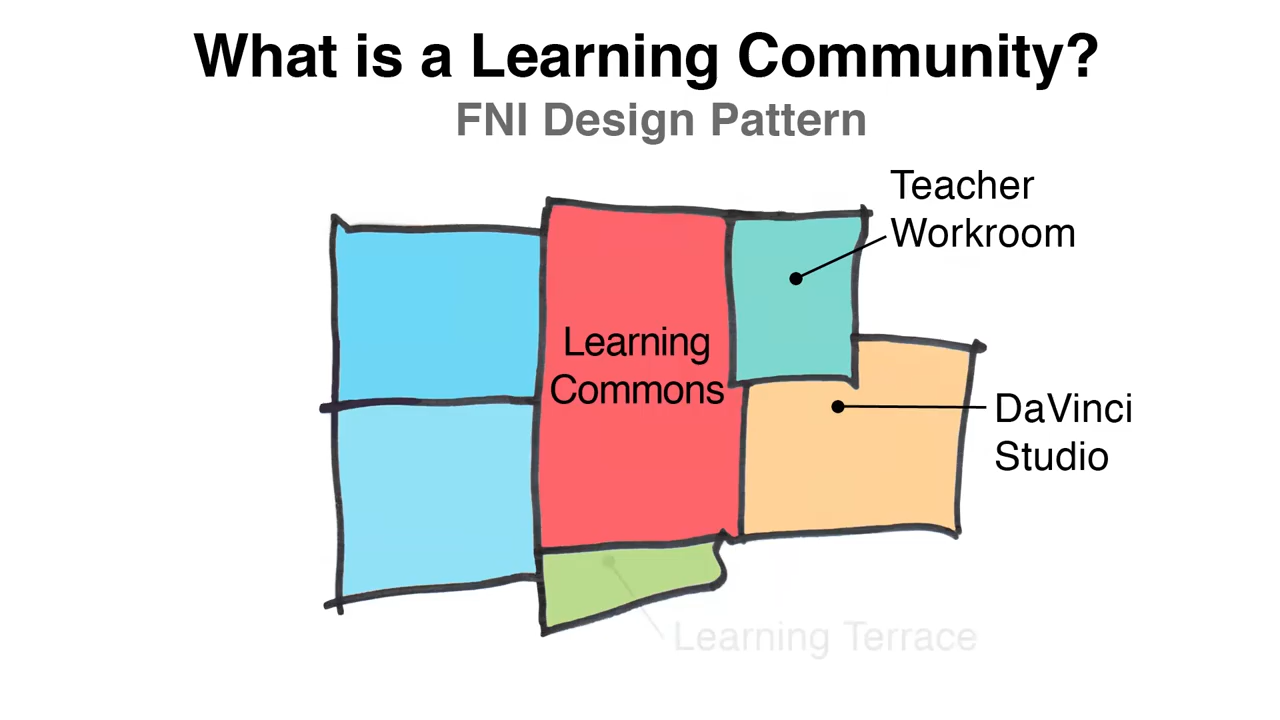 What is a Learning Community?
FNI Design Pattern
Teacher
Workroom
Learning
Commons
DaVinci
Studio
Learning Terrace